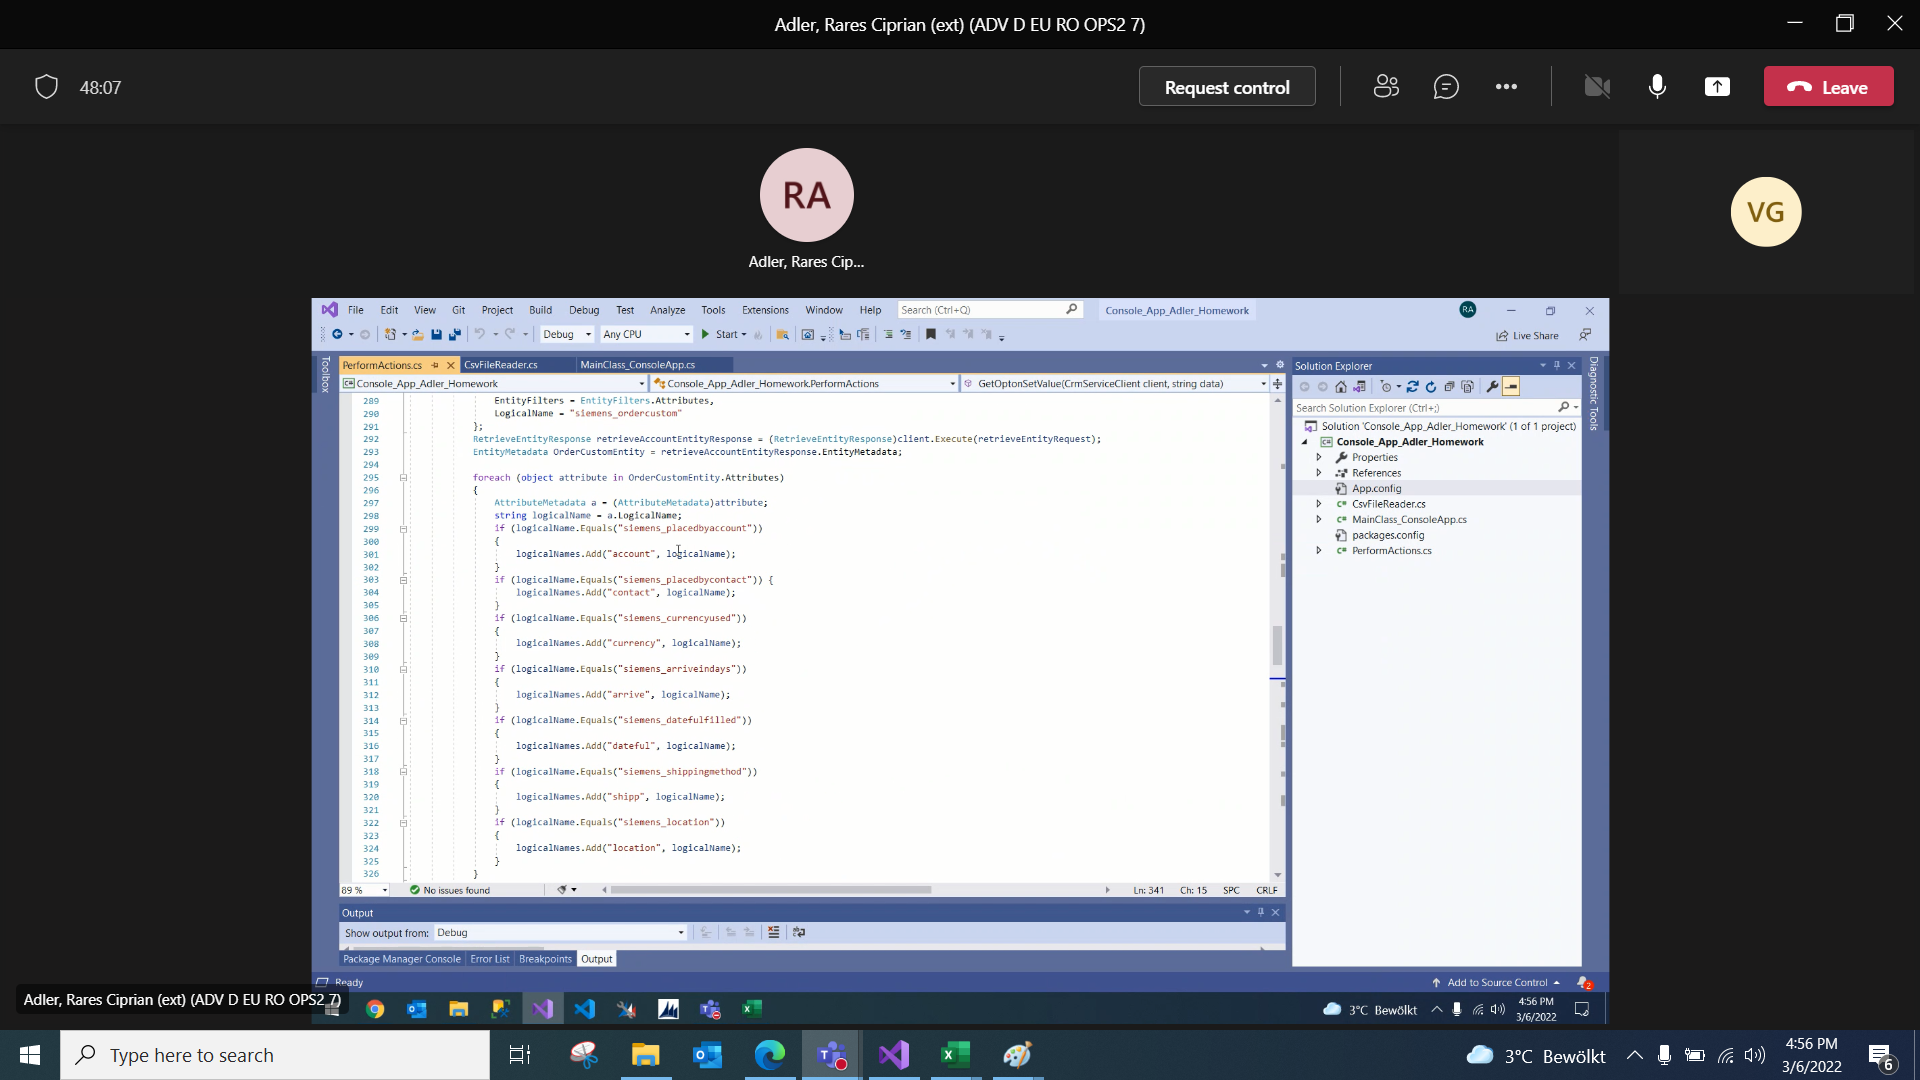 Adler, Rares Ciprian (ext) (ADV D EU RO OPS2 7)
48:07
Request control
Leave
RA
Adler, Rares Cip...
VG
File Edit View Git Project Build Debug Test Analyze Tools Extensions Window Help Search (Ctrl+Q) Console_App_Adler_Homework RA
Debug Any CPU Start Live Share
Toolbox
PerformActions.cs CsvFileReader.cs MainClass_ConsoleApp.cs
Console_App_Adler_Homework Console_App_Adler_Homework.PerformActions GetOptonSetValue(CrmServiceClient client, string data)
289 EntityFilters = EntityFilters.Attributes,
290 LogicalName = "siemens_ordercustom"
291 };
292 RetrieveEntityResponse retrieveAccountEntityResponse = (RetrieveEntityResponse)client.Execute(retrieveEntityRequest);
293 EntityMetadata OrderCustomEntity = retrieveAccountEntityResponse.EntityMetadata;
294
295 foreach (object attribute in OrderCustomEntity.Attributes)
296 {
297 AttributeMetadata a = (AttributeMetadata)attribute;
298 string logicalName = a.LogicalName;
299 if (logicalName.Equals("siemens_placedbyaccount"))
300 {
301 logicalNames.Add("account", logicalName);
302 }
303 if (logicalName.Equals("siemens_placedbycontact")) {
304 logicalNames.Add("contact", logicalName);
305 }
306 if (logicalName.Equals("siemens_currencyused"))
307 {
308 logicalNames.Add("currency", logicalName);
309 }
310 if (logicalName.Equals("siemens_arriveindays"))
311 {
312 logicalNames.Add("arrive", logicalName);
313 }
314 if (logicalName.Equals("siemens_datefulfilled"))
315 {
316 logicalNames.Add("dateful", logicalName);
317 }
318 if (logicalName.Equals("siemens_shippingmethod"))
319 {
320 logicalNames.Add("shipp", logicalName);
321 }
322 if (logicalName.Equals("siemens_location"))
323 {
324 logicalNames.Add("location", logicalName);
325 }
326 }
89 % No issues found Ln: 341 Ch: 15 SPC CRLF
Solution Explorer
Search Solution Explorer (Ctrl+;)
Solution 'Console_App_Adler_Homework' (1 of 1 project)
Console_App_Adler_Homework
Properties
References
App.config
CsvFileReader.cs
MainClass_ConsoleApp.cs
packages.config
PerformActions.cs
Diagnostic Tools
Output
Show output from: Debug
Package Manager Console Error List Breakpoints Output
Ready Add to Source Control 2
Adler, Rares Ciprian (ext) (ADV D EU RO OPS2 7)
3°C Bewölkt 4:56 PM
3/6/2022
Type here to search
3°C Bewölkt
4:56 PM
3/6/2022
6